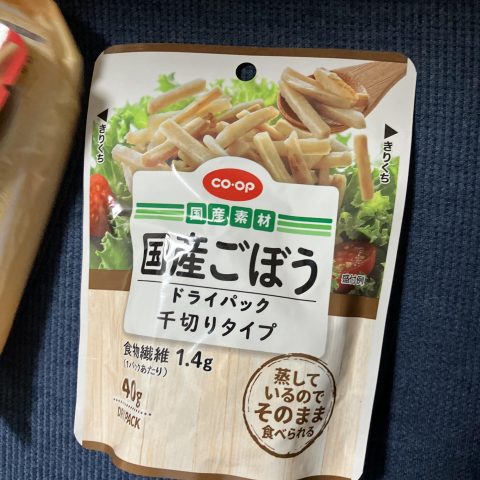 きりくち
きりくち
co-op
国産素材
国産ごぼう
ドライパック
千切りタイプ
盛付例
食物繊維 1.4g
(1パックあたり)
40g
DRY PACK
蒸して
いるので
そのまま
食べられる